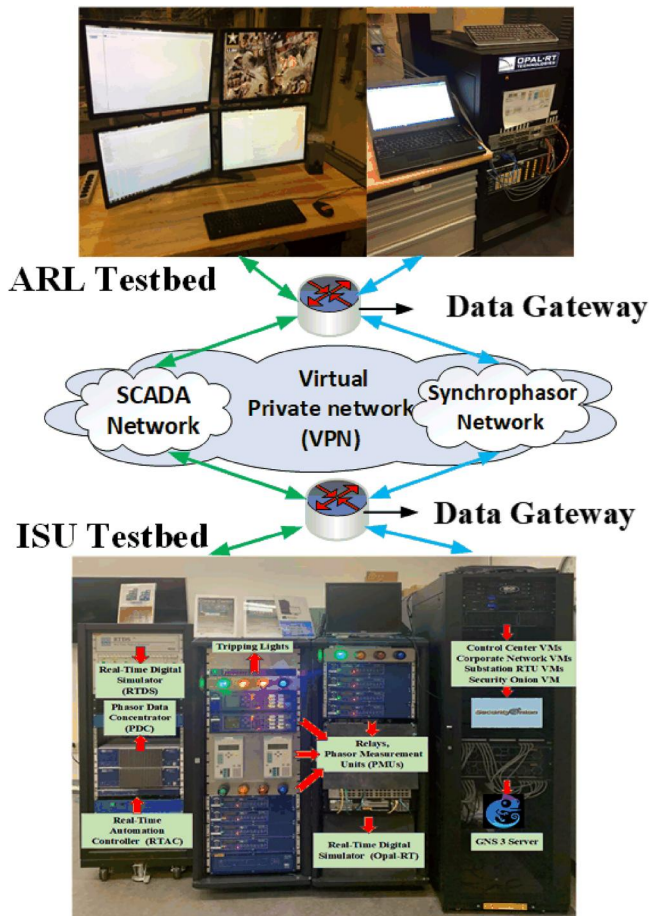 OPAL-RT
TECHNOLOGIES
ARL Testbed
Data Gateway
SCADA
Network
Virtual
Private network
(VPN)
Synchrophasor
Network
ISU Testbed
Data Gateway
Tripping Lights
Real-Time Digital
Simulator
(RTDS)
Phasor Data
Concentrator
(PDC)
Real-Time
Automation
Controller (RTAC)
Relays,
Phasor Measurement
Units (PMUs)
Real-Time Digital
Simulator (Opal-RT)
Control Center VMs
Corporate Network VMs
Substation RTU VMs
Security Onion VM
Security Onion
GNS 3 Server